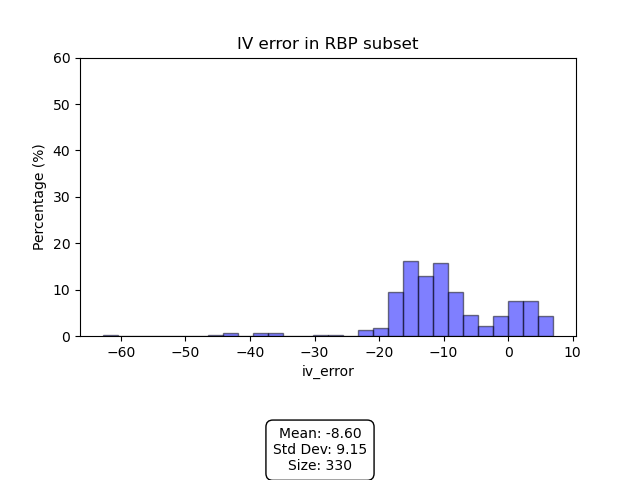 IV error in RBP subset
60
50
40
30
20
10
0
Percentage (%)
−60 −50 −40 −30 −20 −10 0 10
iv_error
Mean: -8.60
Std Dev: 9.15
Size: 330